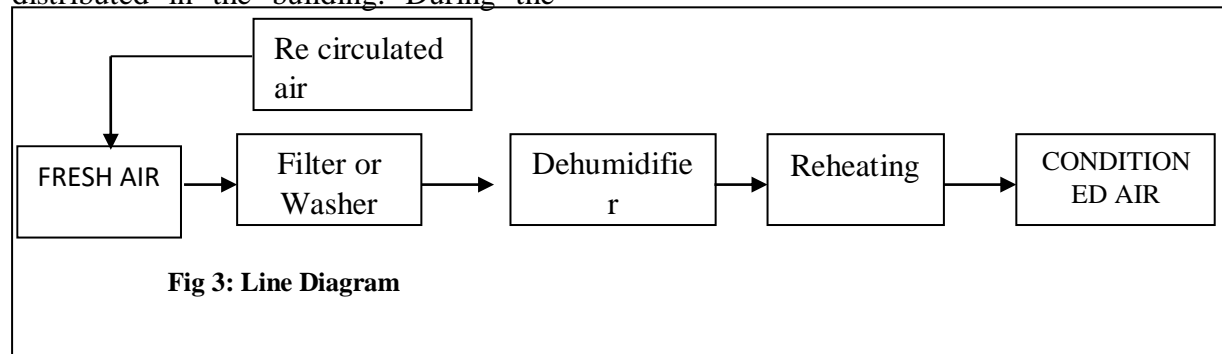 distributed in the building. During the
Re circulated
air
FRESH AIR
Filter or
Washer
Dehumidifie
r
Reheating
CONDITION
ED AIR
Fig 3: Line Diagram